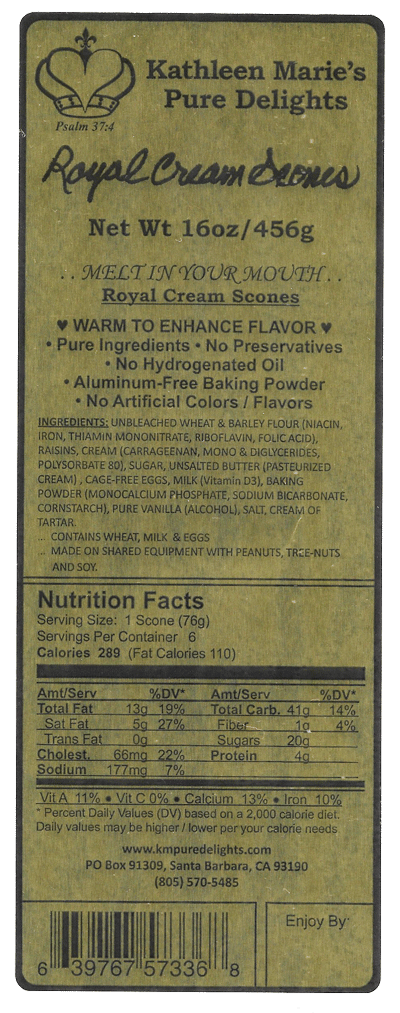 Kathleen Marie's
Pure Delights
Psalm 37:4
Royal Cream Scones
Net Wt 16oz/456g
. . MELT IN YOUR MOUTH . .
Royal Cream Scones
♥ WARM TO ENHANCE FLAVOR ♥
• Pure Ingredients • No Preservatives
• No Hydrogenated Oil
• Aluminum-Free Baking Powder
• No Artificial Colors / Flavors
INGREDIENTS: UNBLEACHED WHEAT & BARLEY FLOUR (NIACIN,
IRON, THIAMIN MONONITRATE, RIBOFLAVIN, FOLIC ACID),
RAISINS, CREAM (CARRAGEENAN, MONO & DIGLYCERIDES,
POLYSORBATE 80), SUGAR, UNSALTED BUTTER (PASTEURIZED
CREAM) , CAGE-FREE EGGS, MILK (Vitamin D3), BAKING
POWDER (MONOCALCIUM PHOSPHATE, SODIUM BICARBONATE,
CORNSTARCH), PURE VANILLA (ALCOHOL), SALT, CREAM OF
TARTAR.
... CONTAINS WHEAT, MILK & EGGS
... MADE ON SHARED EQUIPMENT WITH PEANUTS, TREE-NUTS
AND SOY.
Nutrition Facts
Serving Size: 1 Scone (76g)
Servings Per Container 6
Calories 289 (Fat Calories 110)
Amt/Serv %DV* Amt/Serv %DV*
Total Fat 13g 19% Total Carb. 41g 14%
Sat Fat 5g 27% Fiber 1g 4%
Trans Fat 0g Sugars 20g
Cholest. 66mg 22% Protein 4g
Sodium 177mg 7%
Vit A 11% • Vit C 0% • Calcium 13% • Iron 10%
* Percent Daily Values (DV) based on a 2,000 calorie diet.
Daily values may be higher / lower per your calorie needs
www.kmpuredelights.com
PO Box 91309, Santa Barbara, CA 93190
(805) 570-5485
Enjoy By:
6 39767 57336 8